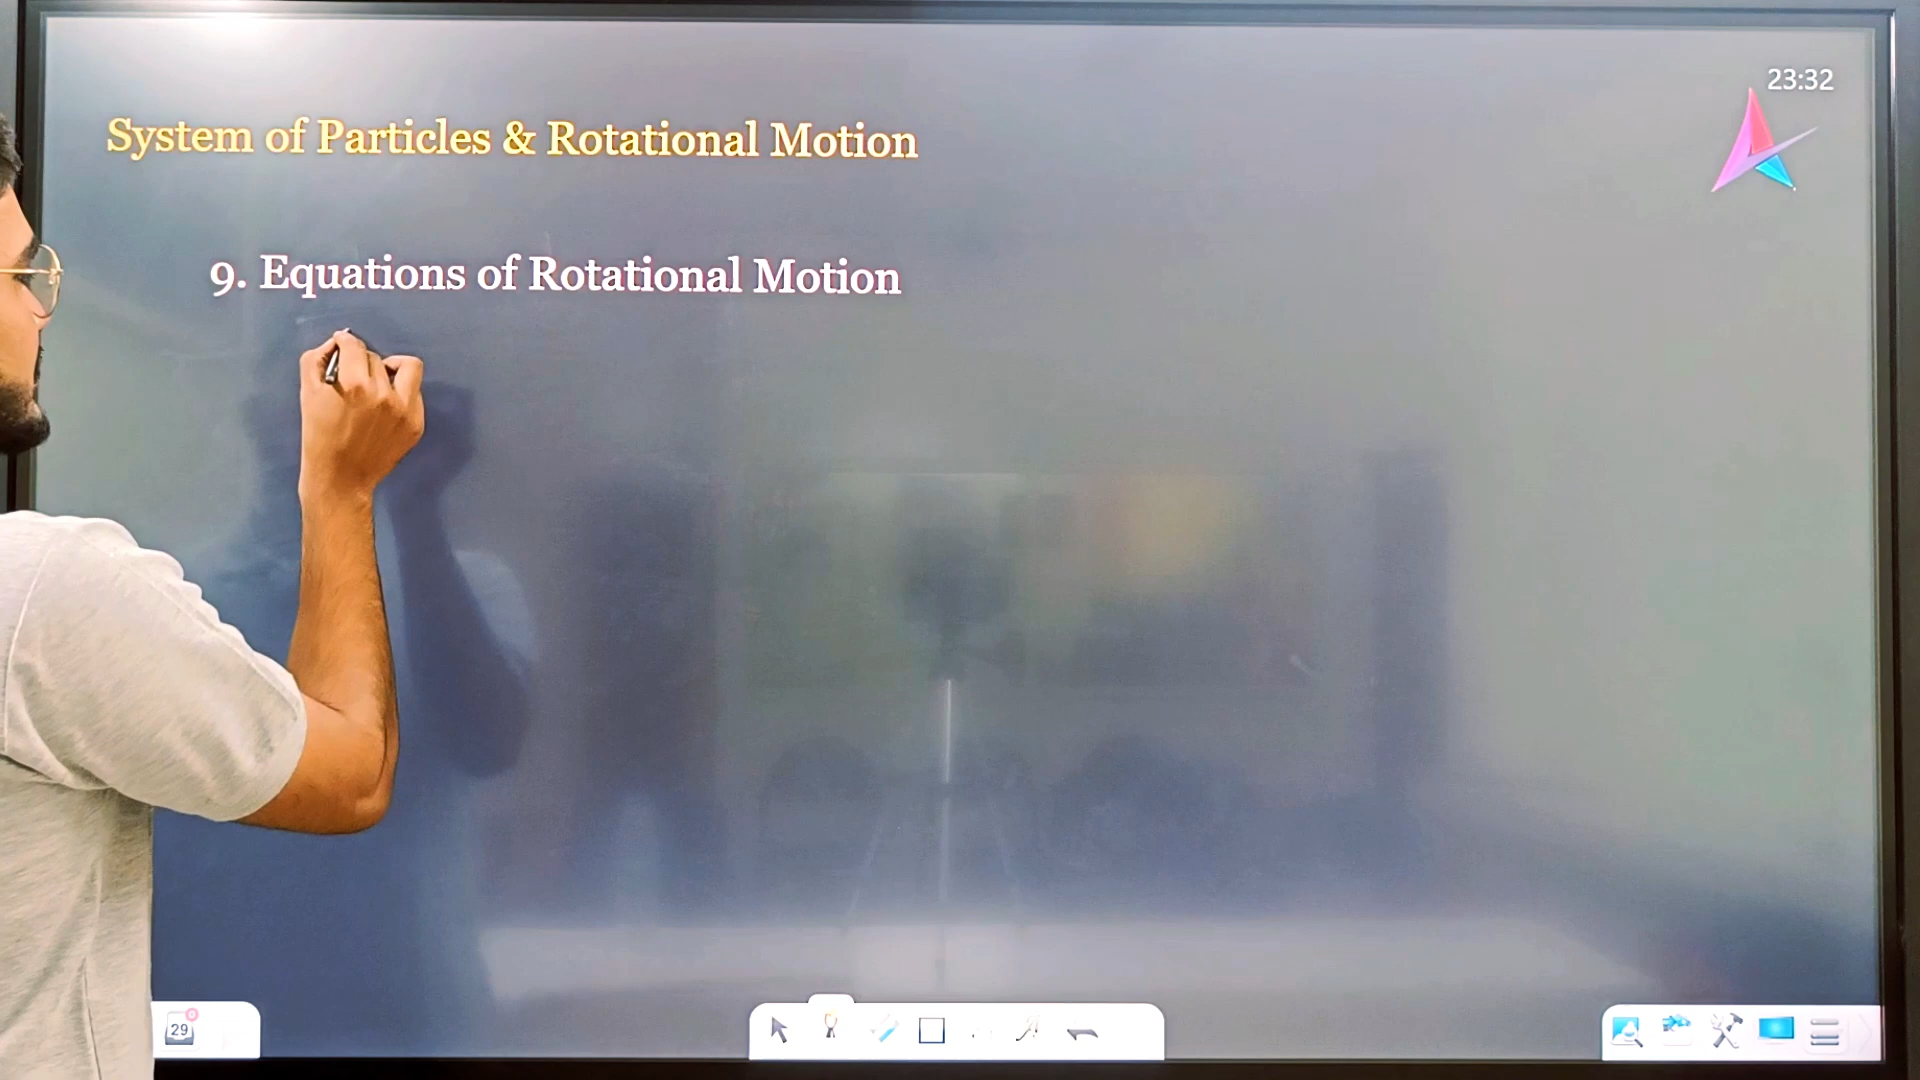 23:32
System of Particles & Rotational Motion
9. Equations of Rotational Motion
29